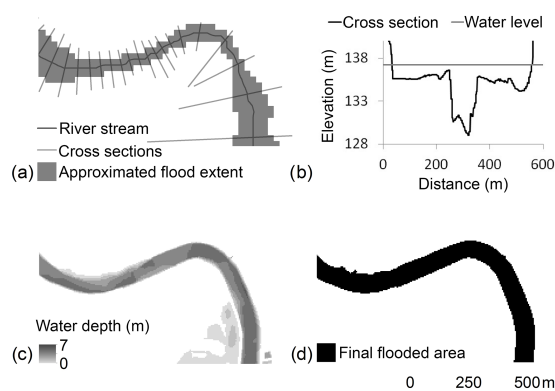 River stream
Cross sections
(a) Approximated flood extent
Cross section Water level
Elevation (m)
138
133
128
0 200 400 600
(b) Distance (m)
Water depth (m)
7
0
(c)
(d) Final flooded area
0 250 500 m